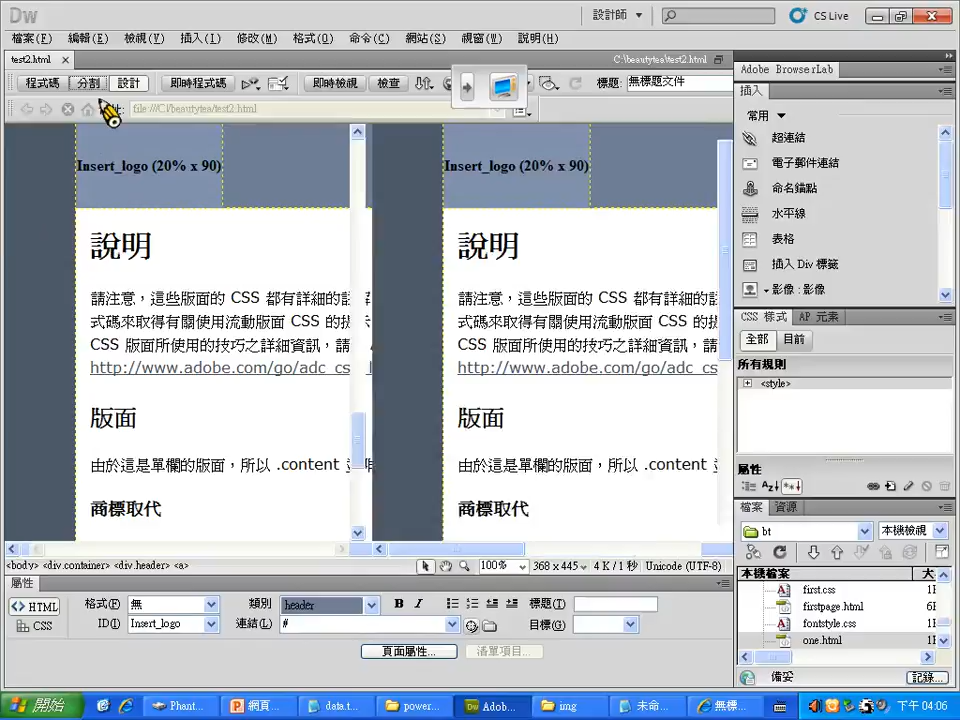 Dw
設計師
CS Live
檔案(F) 編輯(E) 檢視(V) 插入(I) 修改(M) 格式(O) 命令(C) 網站(S) 視窗(W) 說明(H)
test2.html
C:\beautytea\test2.html
程式碼 分割 設計 即時程式碼 即時檢視 檢查 標題: 無標題文件
file:///C|/beautytea/test2.html
Insert_logo (20% x 90)
說明
請注意，這些版面的 CSS 都有詳細的註解
式碼來取得有關使用流動版面 CSS 的提示
CSS 版面所使用的技巧之詳細資訊，請
http://www.adobe.com/go/adc_cs
版面
由於這是單欄的版面，所以 .content
商標取代
Insert_logo (20% x 90)
說明
請注意，這些版面的 CSS 都有詳細的
式碼來取得有關使用流動版面 CSS 的
CSS 版面所使用的技巧之詳細資訊，請
http://www.adobe.com/go/adc_cs
版面
由於這是單欄的版面，所以 .content
商標取代
<body> <div.container> <div.header> <a>
100% 368 x 445 4 K / 1 秒 Unicode (UTF-8)
屬性
HTML 格式(F) 無 類別 header B I 標題(T)
CSS ID(I) Insert_logo 連結(L) # 目標(G)
頁面屬性... 清單項目...
Adobe BrowserLab
插入
常用
超連結
電子郵件連結
命名錨點
水平線
表格
插入 Div 標籤
影像 : 影像
CSS 樣式 AP 元素
全部 目前
所有規則
<style>
屬性
檔案 資源
bt 本機檢視
本機檔案 大
first.css 1
firstpage.html 6
fontstyle.css 1
one.html 1
備妥 記錄...
開始 Phant... 網頁... data.t... power... Adob... img 未命... 無標... 下午 04:06